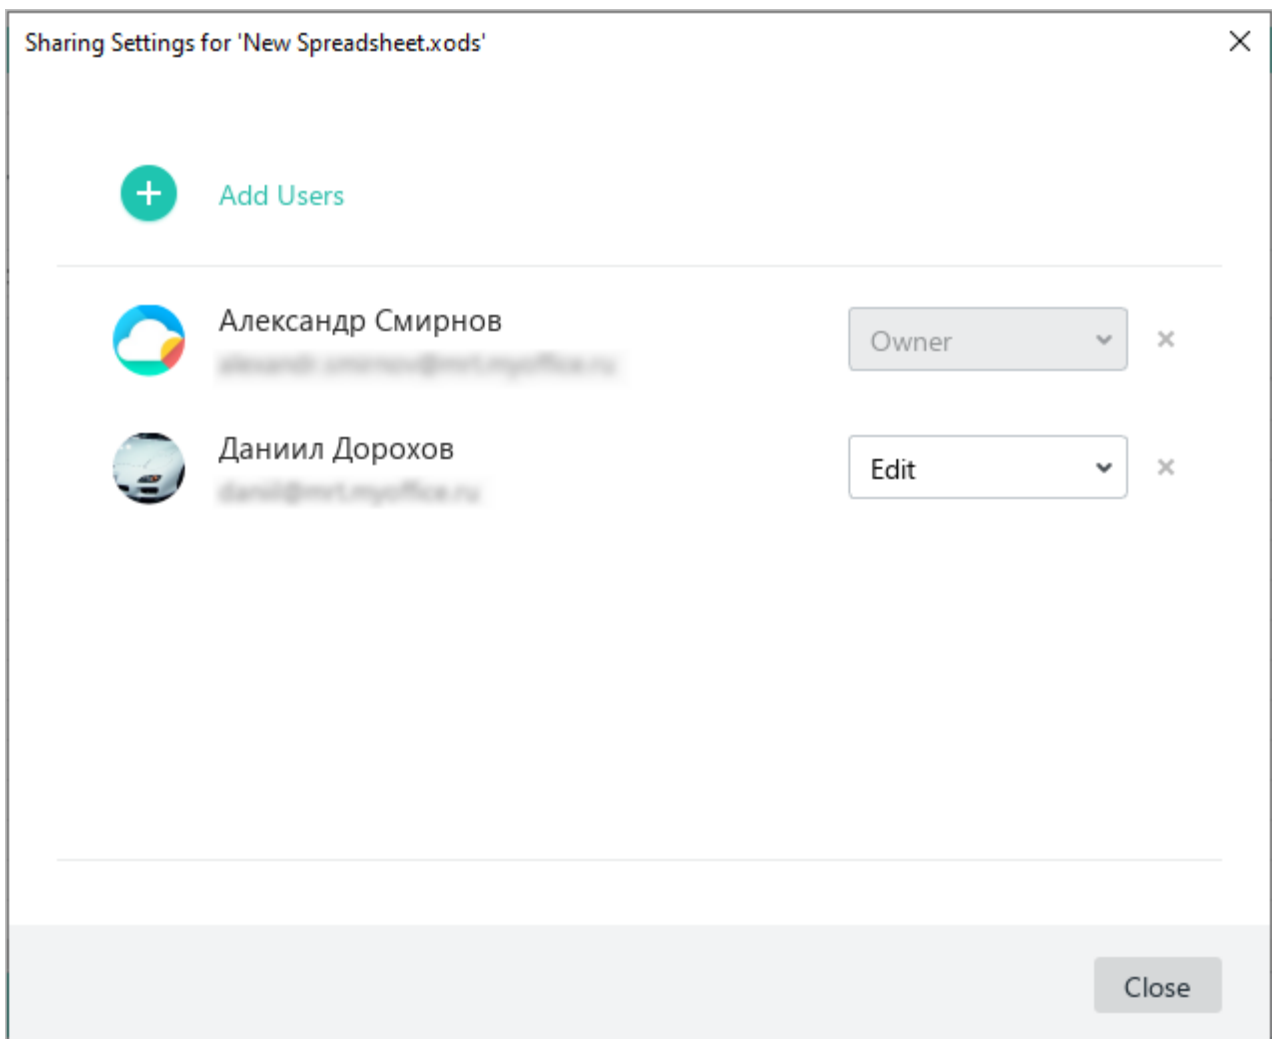 Sharing Settings for 'New Spreadsheet.xods'
Add Users
Александр Смирнов
Owner
Даниил Дорохов
Edit
Close